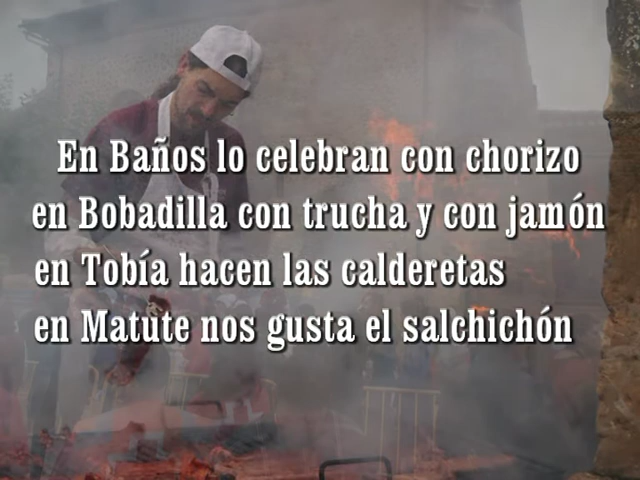 En Baños lo celebran con chorizo
en Bobadilla con trucha y con jamón
en Tobía hacen las calderetas
en Matute nos gusta el salchichón